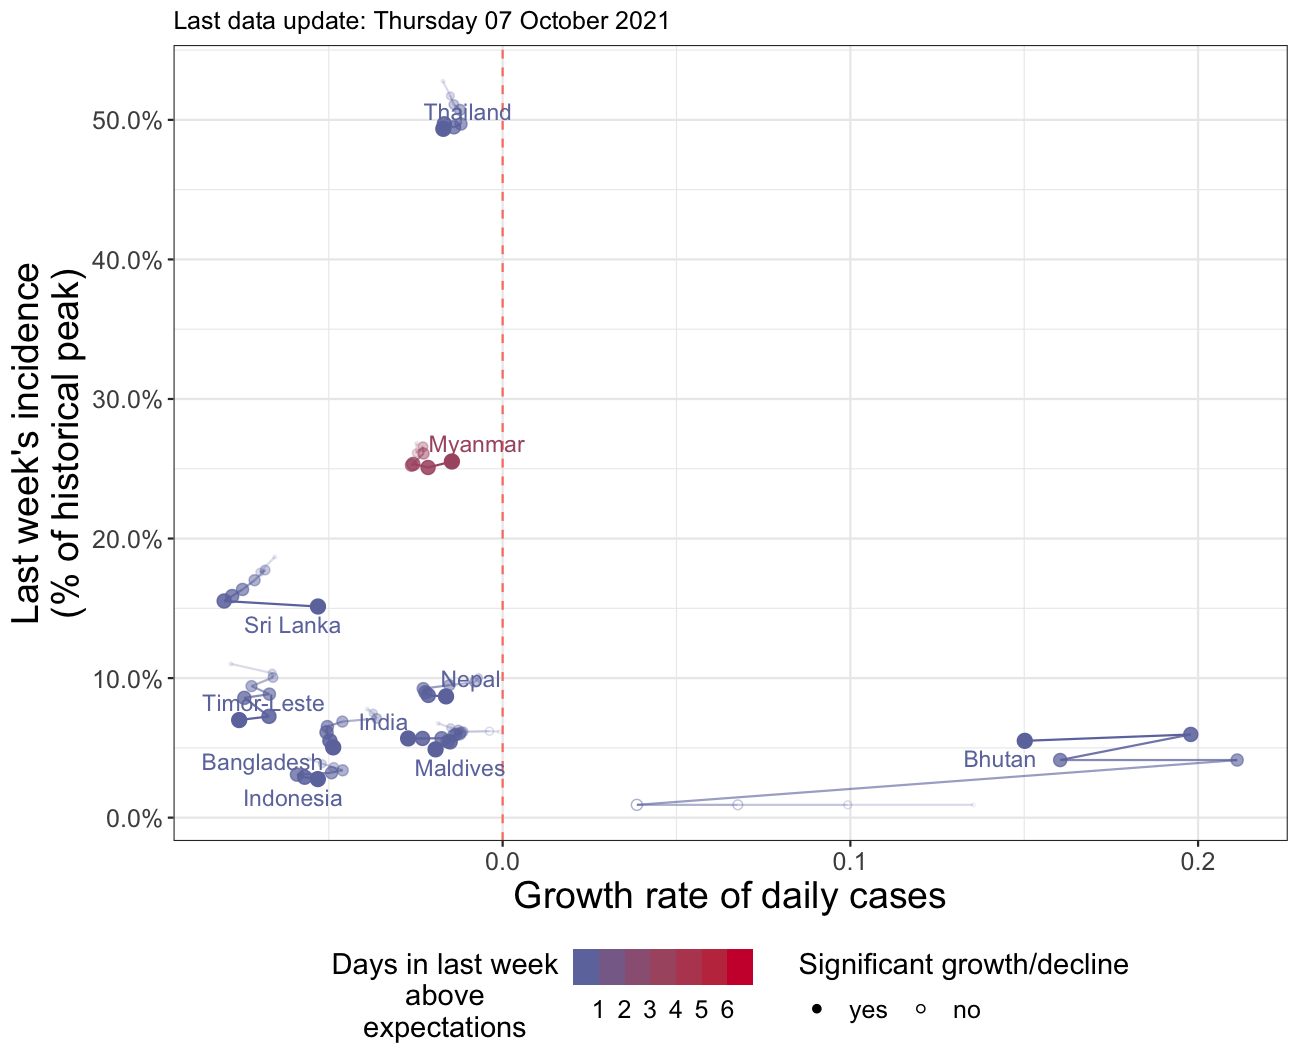 Last data update: Thursday 07 October 2021
Last week's incidence
(% of historical peak)
50.0%
40.0%
30.0%
20.0%
10.0%
0.0%
Thailand
Myanmar
Sri Lanka
Nepal
Timor-Leste
India
Bangladesh
Maldives
Bhutan
Indonesia
0.0
0.1
0.2
Growth rate of daily cases
Days in last week
above
expectations
1 2 3 4 5 6
Significant growth/decline
yes
no